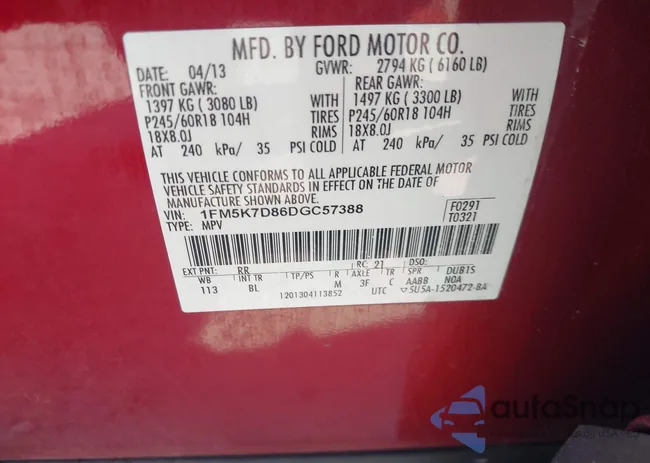 MFD. BY FORD MOTOR CO.
DATE: 04/13 GVWR: 2794 KG ( 6160 LB)
FRONT GAWR: REAR GAWR:
1397 KG ( 3080 LB) WITH 1497 KG ( 3300 LB) WITH
P245/60R18 104H TIRES P245/60R18 104H TIRES
18X8.0J RIMS 18X8.0J RIMS
AT 240 kPa/ 35 PSI COLD AT 240 kPa/ 35 PSI COLD
THIS VEHICLE CONFORMS TO ALL APPLICABLE FEDERAL MOTOR
VEHICLE SAFETY STANDARDS IN EFFECT ON THE DATE OF
MANUFACTURE SHOWN ABOVE.
VIN: 1FM5K7D86DGC57388 F0291
TYPE: MPV T0321
EXT PNT: RR RC: 21 DSO:
WB INT TR TP/PS R AXLE TR SPR DUBTS
113 BL M 3F C AABB NOA
1201304113852 UTC 5U5A-1520472-BA
autoSnap